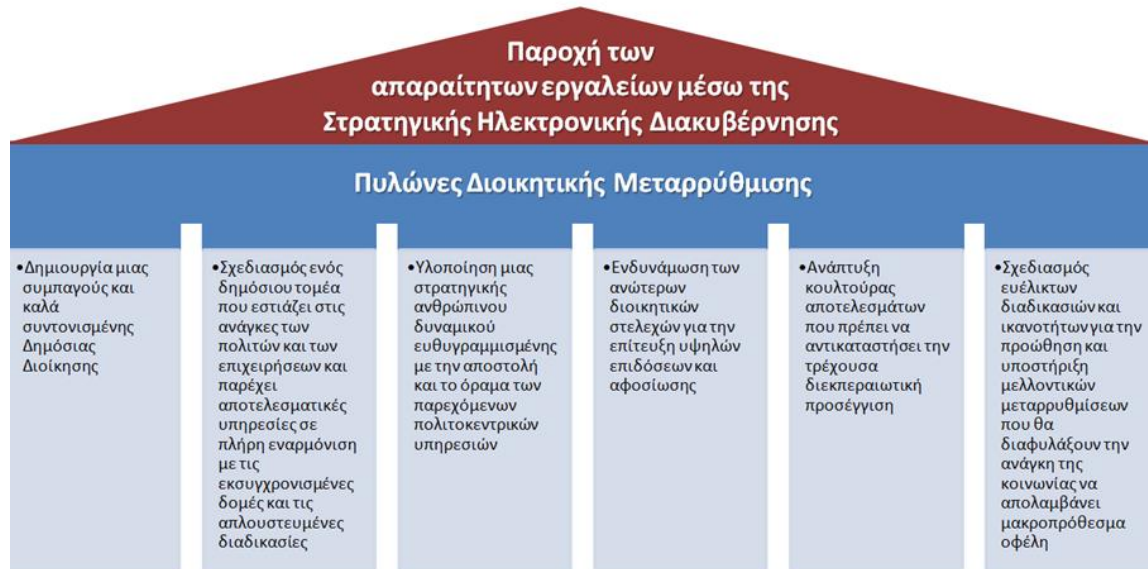 Παροχή των
απαραίτητων εργαλείων μέσω της
Στρατηγικής Ηλεκτρονικής Διακυβέρνησης
Πυλώνες Διοικητικής Μεταρρύθμισης
•Δημιουργία μιας
συμπαγούς και
καλά
συντονισμένης
Δημόσιας
Διοίκησης
•Σχεδιασμός ενός
δημόσιου τομέα
που εστιάζει στις
ανάγκες των
πολιτών και των
επιχειρήσεων και
παρέχει
αποτελεσματικές
υπηρεσίες σε
πλήρη εναρμόνιση
με τις
εκσυγχρονισμένες
δομές και τις
απλουστευμένες
διαδικασίες
•Υλοποίηση μιας
στρατηγικής
ανθρώπινου
δυναμικού
ευθυγραμμισμένης
με την αποστολή
και το όραμα των
παρεχόμενων
πολιτοκεντρικών
υπηρεσιών
•Ενδυνάμωση των
ανώτερων
διοικητικών
στελεχών για την
επίτευξη υψηλών
επιδόσεων και
αφοσίωσης
•Ανάπτυξη
κουλτούρας
αποτελεσμάτων
που πρέπει να
αντικαταστήσει την
τρέχουσα
διεκπεραιωτική
προσέγγιση
•Σχεδιασμός
ευέλικτων
διαδικασιών και
ικανοτήτων για την
προώθηση και
υποστήριξη
μελλοντικών
μεταρρυθμίσεων
που θα
διαφυλάξουν την
ανάγκη της
κοινωνίας να
απολαμβάνει
μακροπρόθεσμα
οφέλη